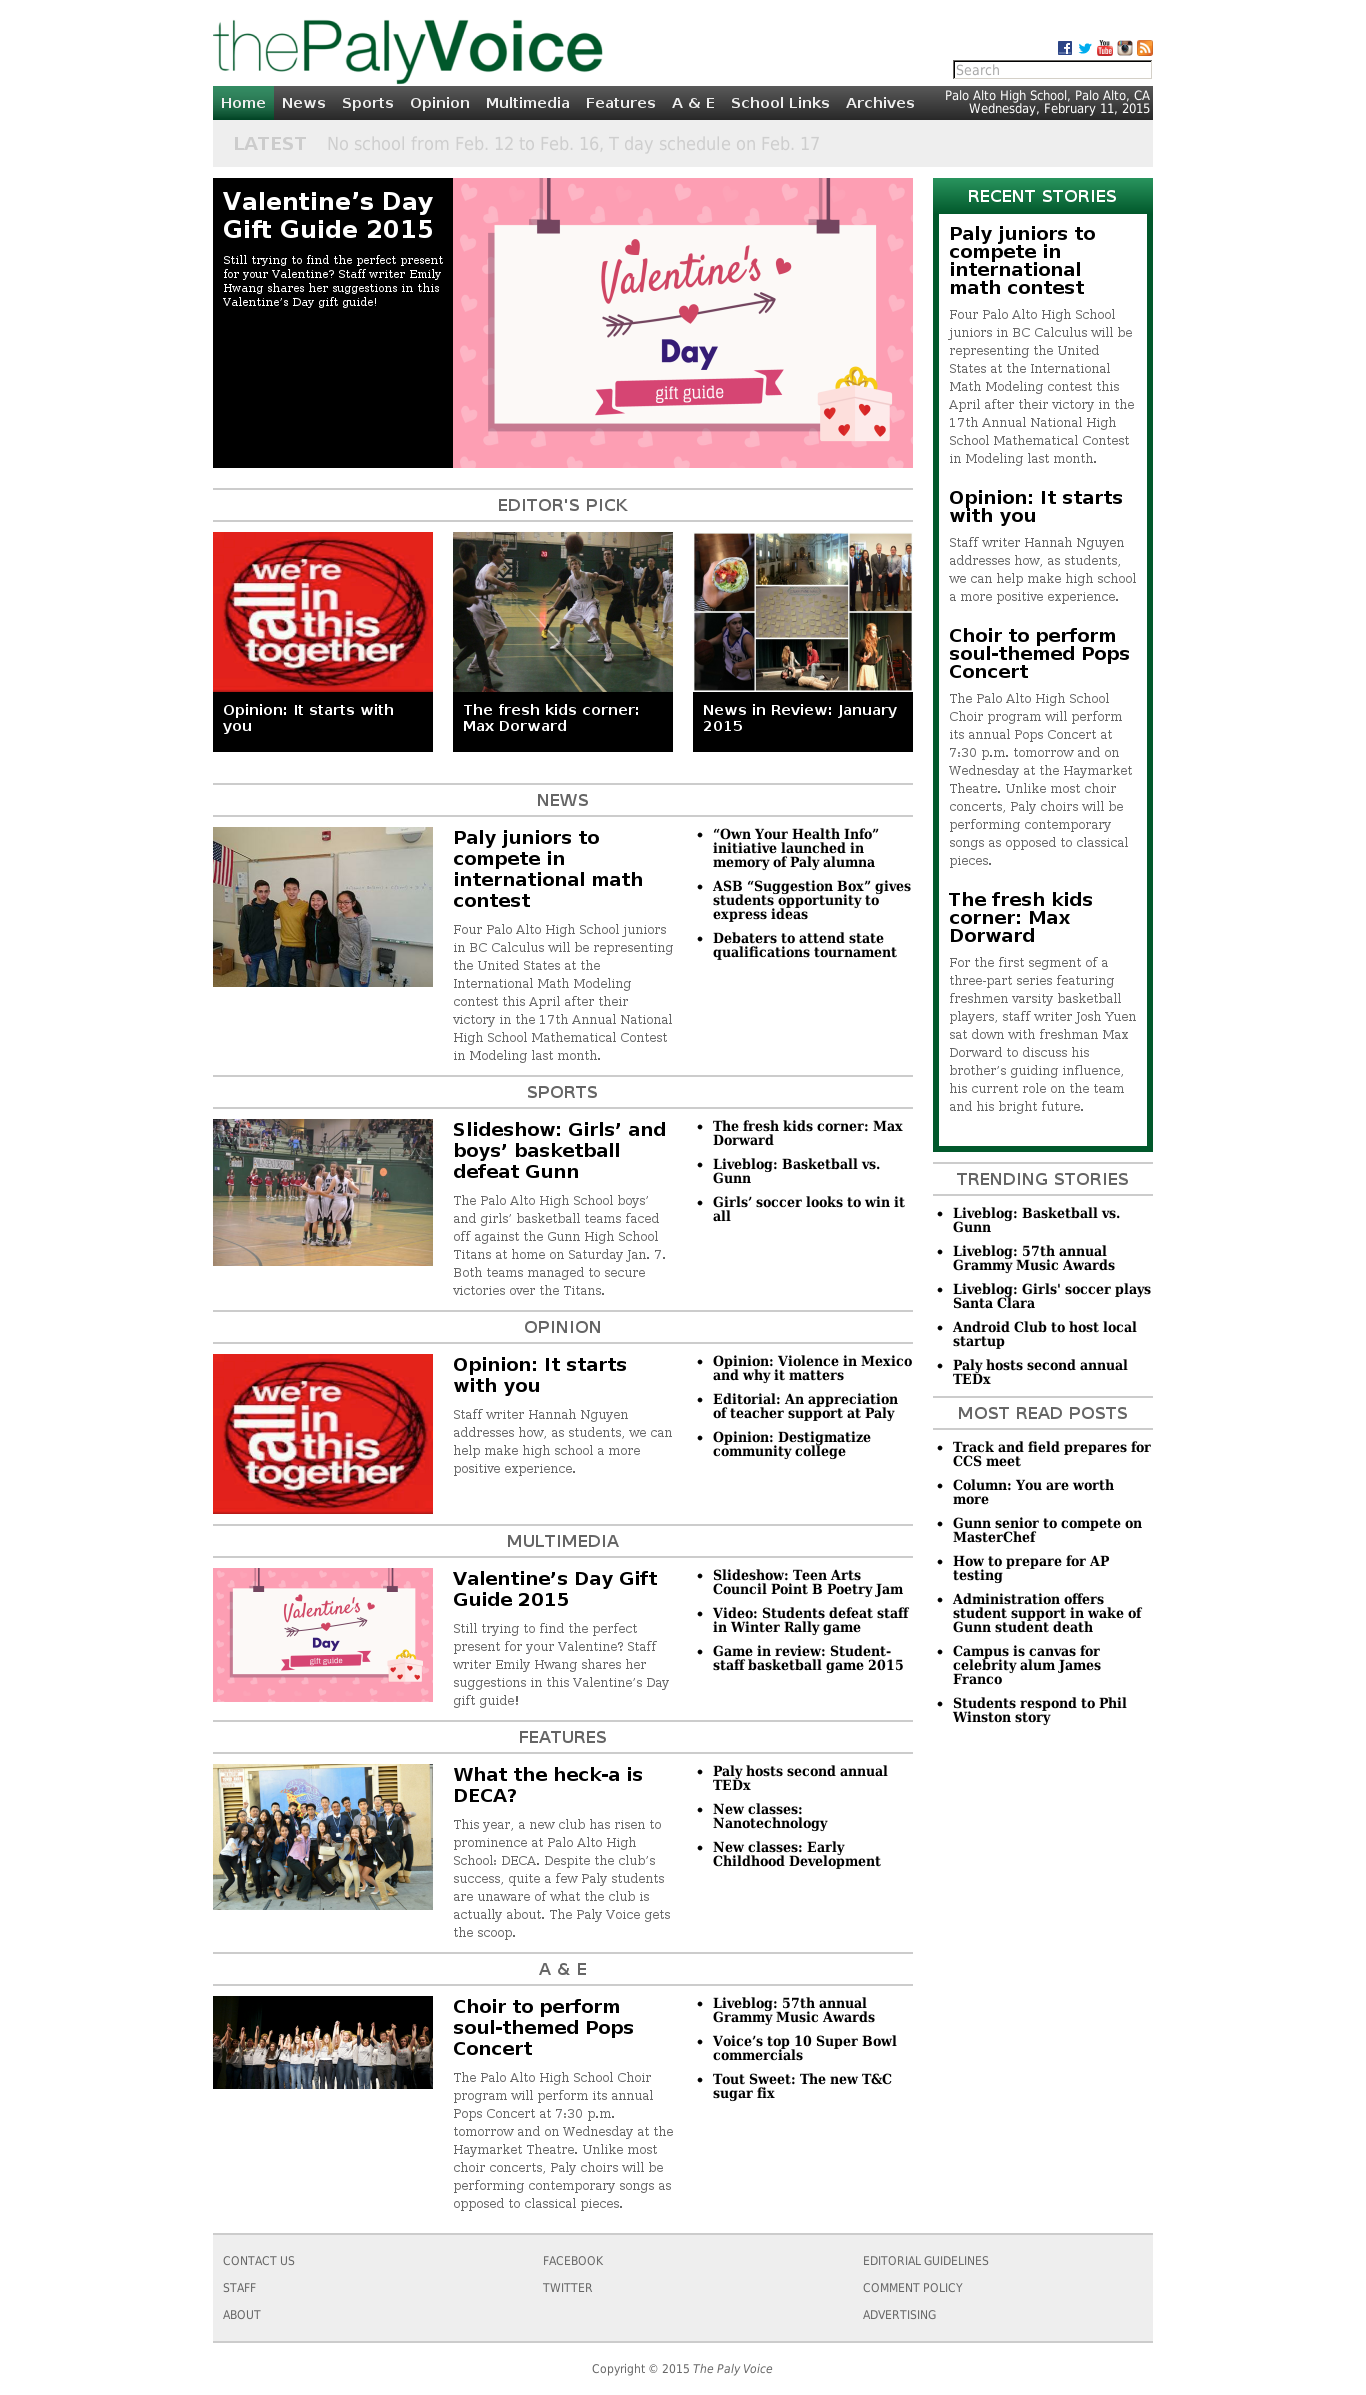 thePalyVoice
Search
Home News Sports Opinion Multimedia Features A & E School Links Archives
Palo Alto High School, Palo Alto, CA
Wednesday, February 11, 2015
LATEST No school from Feb. 12 to Feb. 16, T day schedule on Feb. 17
Valentine’s Day
Gift Guide 2015
Still trying to find the perfect present
for your Valentine? Staff writer Emily
Hwang shares her suggestions in this
Valentine’s Day gift guide!
Valentine's
Day
gift guide
EDITOR'S PICK
we're
all
in
this
together
Opinion: It starts with
you
The fresh kids corner:
Max Dorward
News in Review: January
2015
NEWS
Paly juniors to
compete in
international math
contest
Four Palo Alto High School juniors
in BC Calculus will be representing
the United States at the
International Math Modeling
contest this April after their
victory in the 17th Annual National
High School Mathematical Contest
in Modeling last month.
“Own Your Health Info”
initiative launched in
memory of Paly alumna
ASB “Suggestion Box” gives
students opportunity to
express ideas
Debaters to attend state
qualifications tournament
SPORTS
Slideshow: Girls’ and
boys’ basketball
defeat Gunn
The Palo Alto High School boys’
and girls’ basketball teams faced
off against the Gunn High School
Titans at home on Saturday Jan. 7.
Both teams managed to secure
victories over the Titans.
The fresh kids corner: Max
Dorward
Liveblog: Basketball vs.
Gunn
Girls’ soccer looks to win it
all
OPINION
we're
all
in
this
together
Opinion: It starts
with you
Staff writer Hannah Nguyen
addresses how, as students, we can
help make high school a more
positive experience.
Opinion: Violence in Mexico
and why it matters
Editorial: An appreciation
of teacher support at Paly
Opinion: Destigmatize
community college
MULTIMEDIA
Valentine's
Day
gift guide
Valentine’s Day Gift
Guide 2015
Still trying to find the perfect
present for your Valentine? Staff
writer Emily Hwang shares her
suggestions in this Valentine’s Day
gift guide!
Slideshow: Teen Arts
Council Point B Poetry Jam
Video: Students defeat staff
in Winter Rally game
Game in review: Student-
staff basketball game 2015
FEATURES
What the heck-a is
DECA?
This year, a new club has risen to
prominence at Palo Alto High
School: DECA. Despite the club’s
success, quite a few Paly students
are unaware of what the club is
actually about. The Paly Voice gets
the scoop.
Paly hosts second annual
TEDx
New classes:
Nanotechnology
New classes: Early
Childhood Development
A & E
Choir to perform
soul-themed Pops
Concert
The Palo Alto High School Choir
program will perform its annual
Pops Concert at 7:30 p.m.
tomorrow and on Wednesday at the
Haymarket Theatre. Unlike most
choir concerts, Paly choirs will be
performing contemporary songs as
opposed to classical pieces.
Liveblog: 57th annual
Grammy Music Awards
Voice’s top 10 Super Bowl
commercials
Tout Sweet: The new T&C
sugar fix
RECENT STORIES
Paly juniors to
compete in
international
math contest
Four Palo Alto High School
juniors in BC Calculus will be
representing the United
States at the International
Math Modeling contest this
April after their victory in the
17th Annual National High
School Mathematical Contest
in Modeling last month.
Opinion: It starts
with you
Staff writer Hannah Nguyen
addresses how, as students,
we can help make high school
a more positive experience.
Choir to perform
soul-themed Pops
Concert
The Palo Alto High School
Choir program will perform
its annual Pops Concert at
7:30 p.m. tomorrow and on
Wednesday at the Haymarket
Theatre. Unlike most choir
concerts, Paly choirs will be
performing contemporary
songs as opposed to classical
pieces.
The fresh kids
corner: Max
Dorward
For the first segment of a
three-part series featuring
freshmen varsity basketball
players, staff writer Josh Yuen
sat down with freshman Max
Dorward to discuss his
brother’s guiding influence,
his current role on the team
and his bright future.
TRENDING STORIES
Liveblog: Basketball vs.
Gunn
Liveblog: 57th annual
Grammy Music Awards
Liveblog: Girls' soccer plays
Santa Clara
Android Club to host local
startup
Paly hosts second annual
TEDx
MOST READ POSTS
Track and field prepares for
CCS meet
Column: You are worth
more
Gunn senior to compete on
MasterChef
How to prepare for AP
testing
Administration offers
student support in wake of
Gunn student death
Campus is canvas for
celebrity alum James
Franco
Students respond to Phil
Winston story
CONTACT US
STAFF
ABOUT
FACEBOOK
TWITTER
EDITORIAL GUIDELINES
COMMENT POLICY
ADVERTISING
Copyright © 2015 The Paly Voice